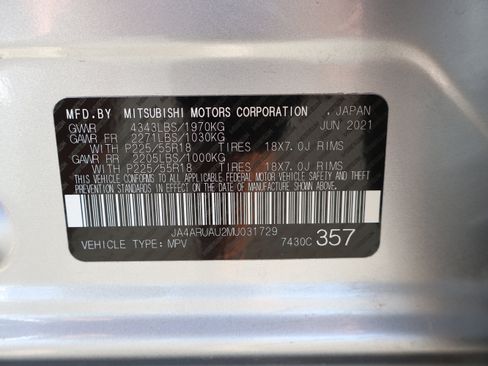 MFD.BY MITSUBISHI MOTORS CORPORATION . JAPAN
GVWR 4343LBS/1970KG JUN 2021
GAWR FR 2271LBS/1030KG
WITH P225/55R18 TIRES 18X7.0J RIMS
GAWR RR 2205LBS/1000KG
WITH P225/55R18 TIRES 18X7.0J RIMS
THIS VEHICLE CONFORMS TO ALL APPLICABLE FEDERAL MOTOR VEHICLE SAFETY AND THEFT
PREVENTION STANDARDS IN EFFECT ON THE DATE OF MANUFACTURE SHOWN ABOVE.
JA4ARUAU2MU031729
VEHICLE TYPE: MPV 7430C 357